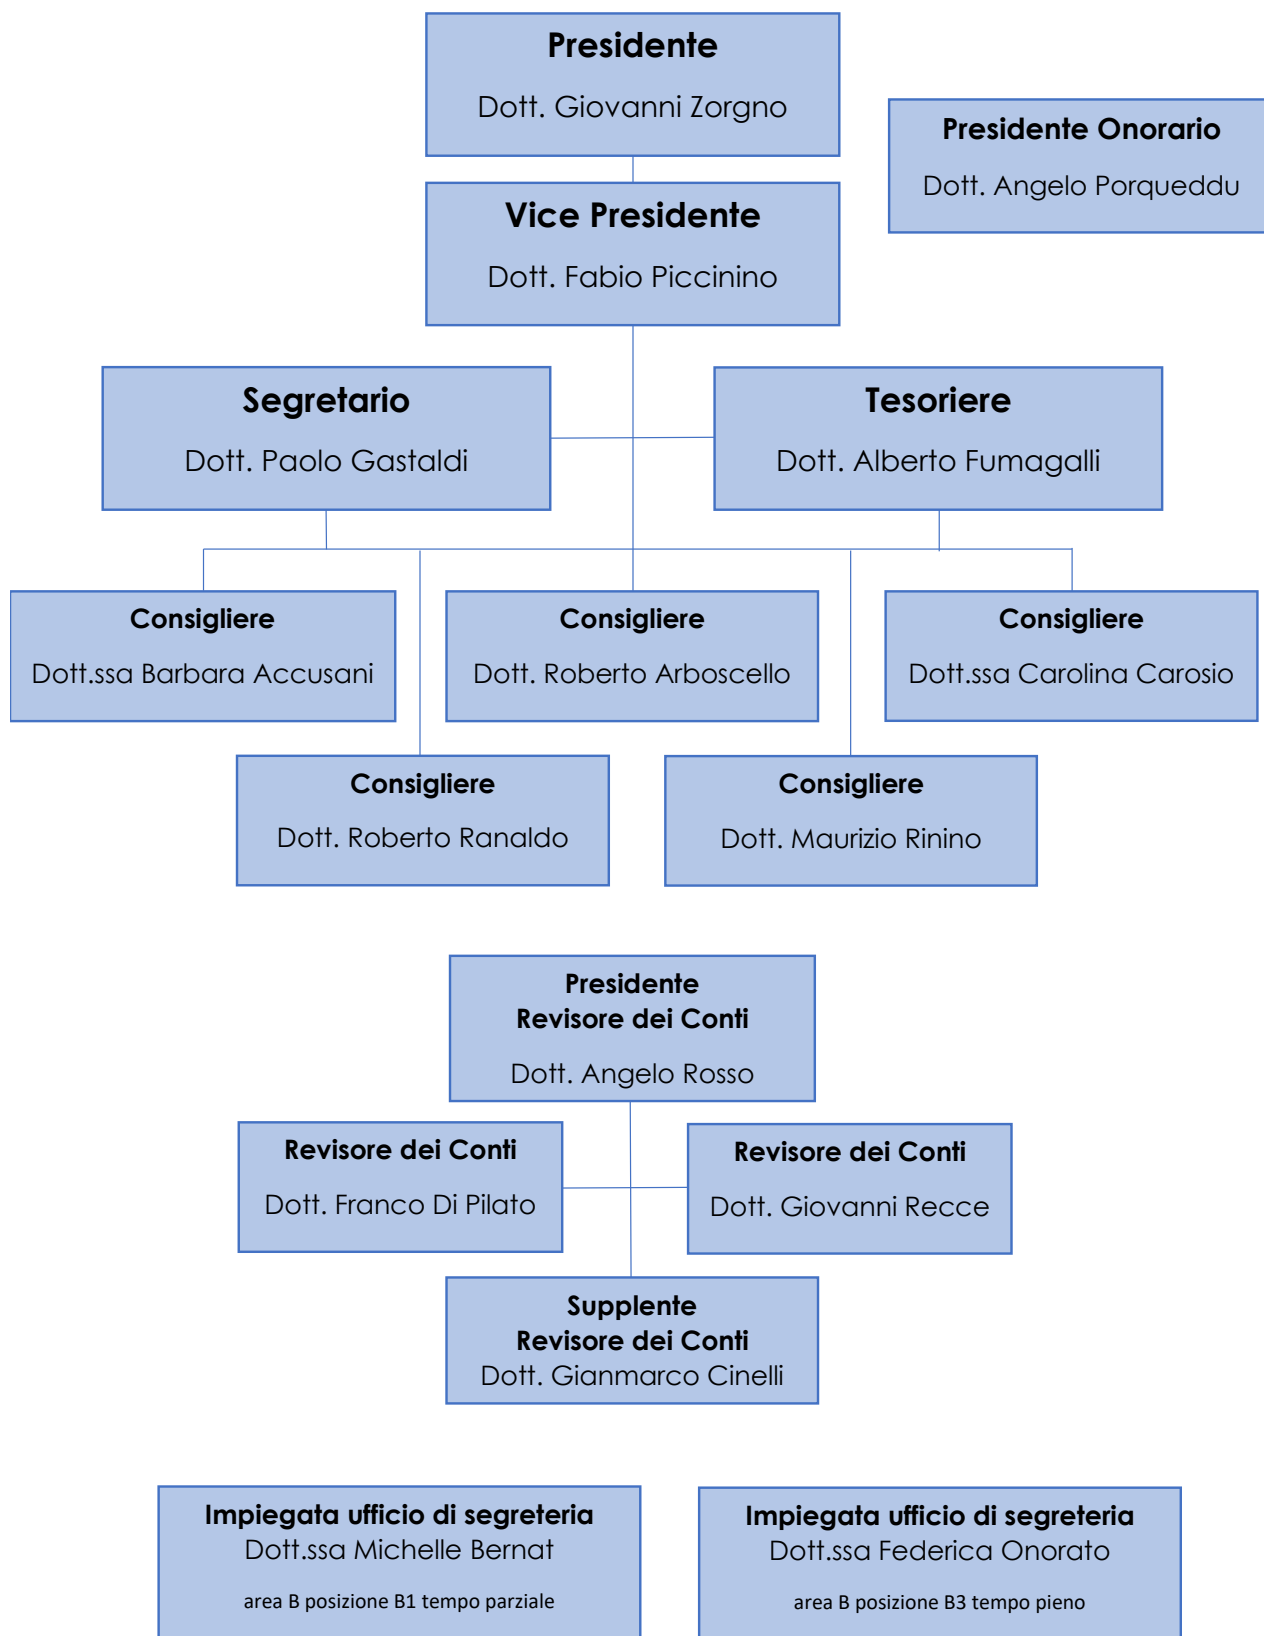 Presidente
Dott. Giovanni Zorgno
Presidente Onorario
Dott. Angelo Porqueddu
Vice Presidente
Dott. Fabio Piccinino
Segretario
Dott. Paolo Gastaldi
Tesoriere
Dott. Alberto Fumagalli
Consigliere
Dott.ssa Barbara Accusani
Consigliere
Dott. Roberto Arboscello
Consigliere
Dott.ssa Carolina Carosio
Consigliere
Dott. Roberto Ranaldo
Consigliere
Dott. Maurizio Rinino
Presidente
Revisore dei Conti
Dott. Angelo Rosso
Revisore dei Conti
Dott. Franco Di Pilato
Revisore dei Conti
Dott. Giovanni Recce
Supplente
Revisore dei Conti
Dott. Gianmarco Cinelli
Impiegata ufficio di segreteria
Dott.ssa Michelle Bernat
area B posizione B1 tempo parziale
Impiegata ufficio di segreteria
Dott.ssa Federica Onorato
area B posizione B3 tempo pieno